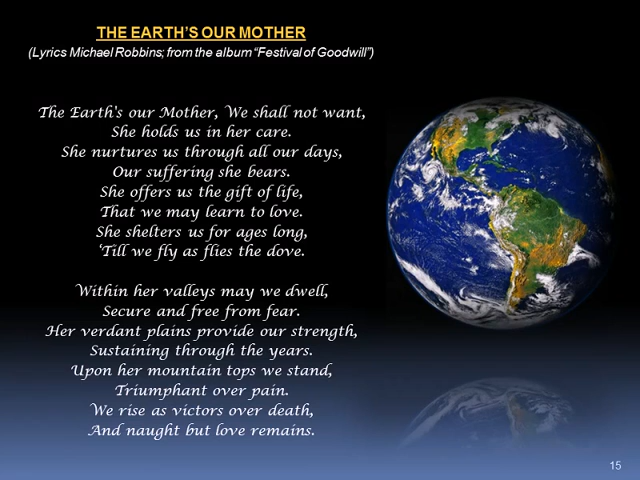 THE EARTH’S OUR MOTHER
(Lyrics Michael Robbins; from the album “Festival of Goodwill”)
The Earth's our Mother, We shall not want,
She holds us in her care.
She nurtures us through all our days,
Our suffering she bears.
She offers us the gift of life,
That we may learn to love.
She shelters us for ages long,
‘Till we fly as flies the dove.
Within her valleys may we dwell,
Secure and free from fear.
Her verdant plains provide our strength,
Sustaining through the years.
Upon her mountain tops we stand,
Triumphant over pain.
We rise as victors over death,
And naught but love remains.
15